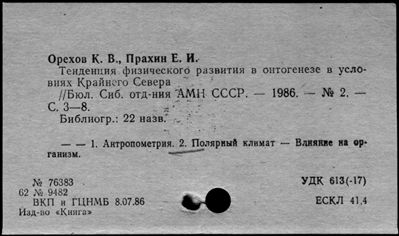 Орехов К. В., Прахин Е. И.
Тенденция физического развития в онтогенезе в усло-
виях Крайнего Севера
//Бюл. Сиб. отд-ния АМН СССР. — 1986. — № 2. —
С. 3—8.
Библиогр.: 22 назв.
— — 1. Антропометрия. 2. Полярный климат — Влияние на ор-
ганизм.
№ 76383 УДК 613(-17)
62 № 9482
ВКП и ГЦНМБ 8.07.86 ЕСКЛ 41,4
Изд-во «Книга»